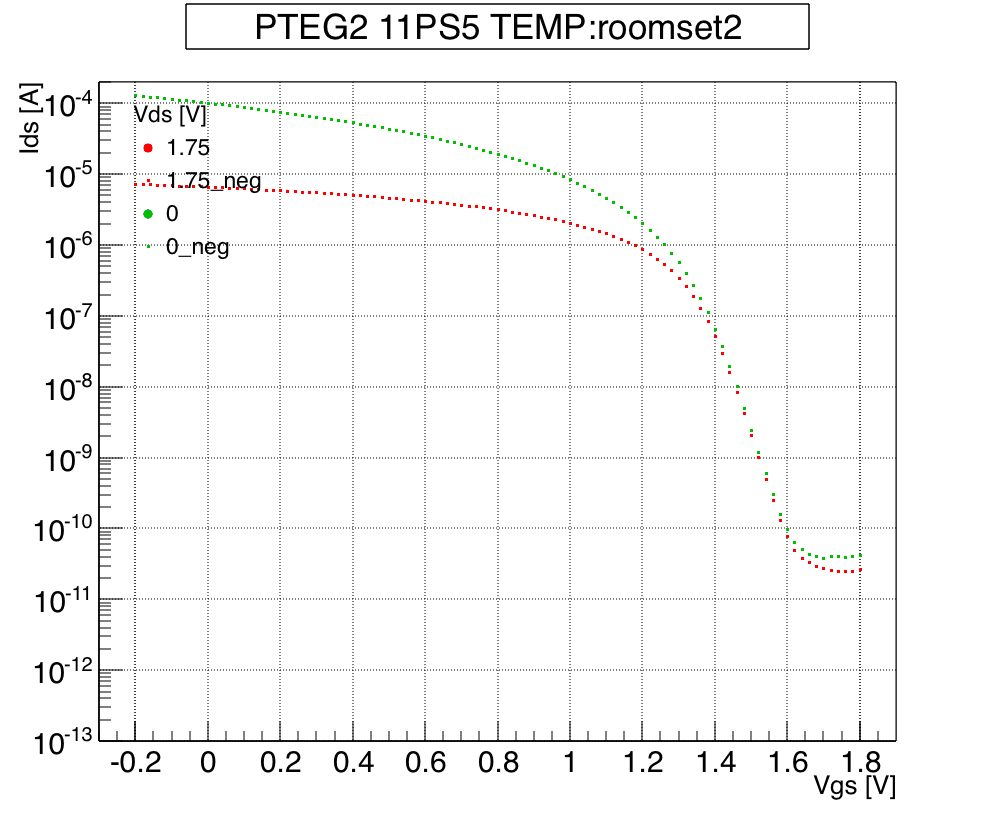 PTEG2 11PS5 TEMP:roomset2
Ids [A]
10^-4
10^-5
10^-6
10^-7
10^-8
10^-9
10^-10
10^-11
10^-12
10^-13
Vds [V]
1.75
1.75_neg
0
0_neg
-0.2 0 0.2 0.4 0.6 0.8 1 1.2 1.4 1.6 1.8
Vgs [V]